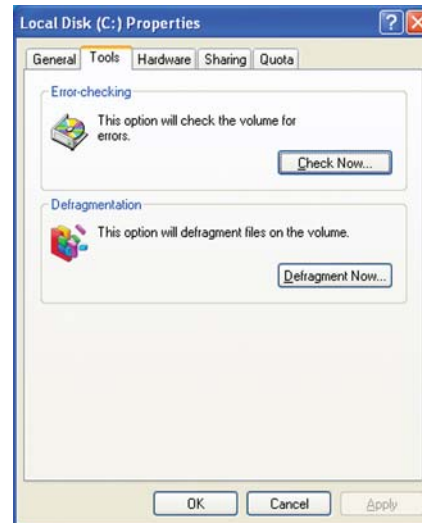 Local Disk (C:) Properties
General Tools Hardware Sharing Quota
Error-checking
This option will check the volume for
errors.
Check Now...
Defragmentation
This option will defragment files on the volume.
Defragment Now...
OK Cancel Apply